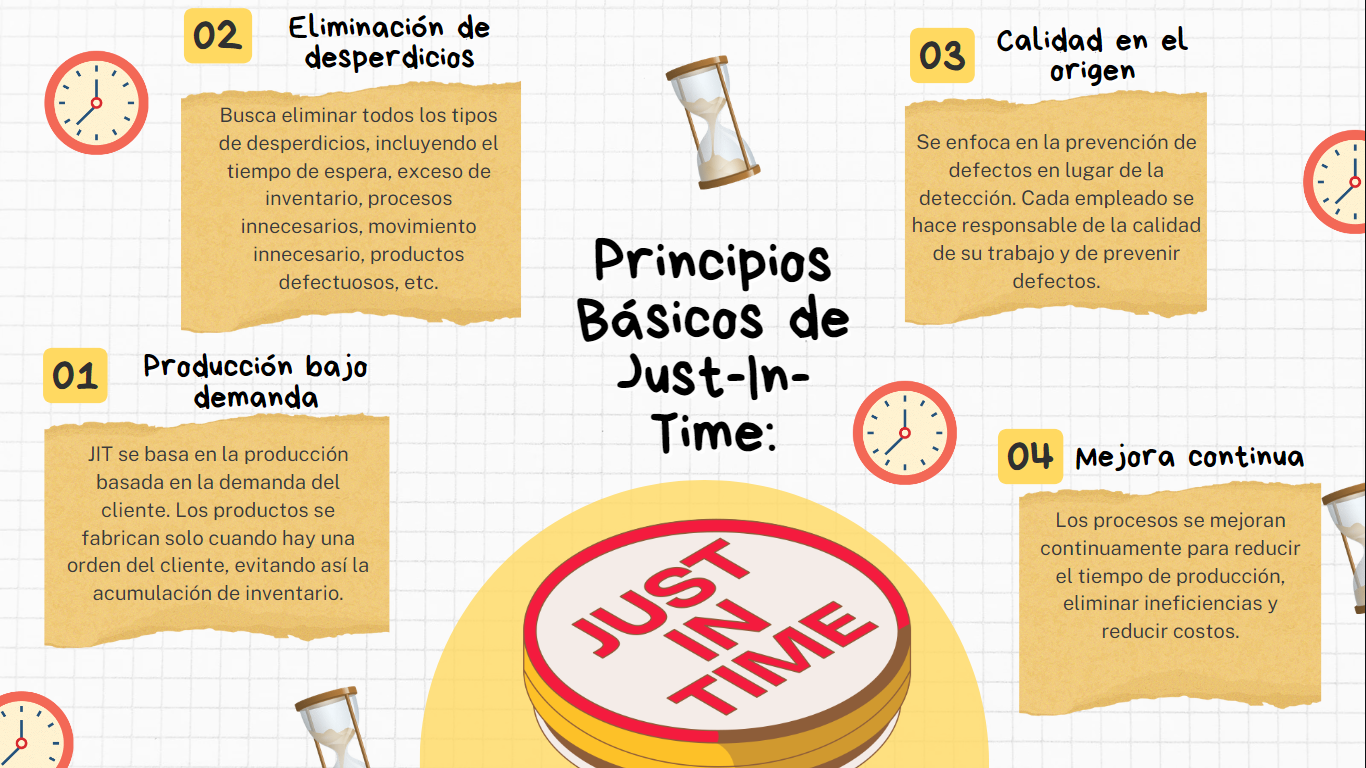 Principios
Básicos de
Just-In-
Time:
01
Producción bajo
demanda
JIT se basa en la producción
basada en la demanda del
cliente. Los productos se
fabrican solo cuando hay una
orden del cliente, evitando así la
acumulación de inventario.
02
Eliminación de
desperdicios
Busca eliminar todos los tipos
de desperdicios, incluyendo el
tiempo de espera, exceso de
inventario, procesos
innecesarios, movimiento
innecesario, productos
defectuosos, etc.
03
Calidad en el
origen
Se enfoca en la prevención de
defectos en lugar de la
detección. Cada empleado se
hace responsable de la calidad
de su trabajo y de prevenir
defectos.
04
Mejora continua
Los procesos se mejoran
continuamente para reducir
el tiempo de producción,
eliminar ineficiencias y
reducir costos.
JUST
IN
TIME